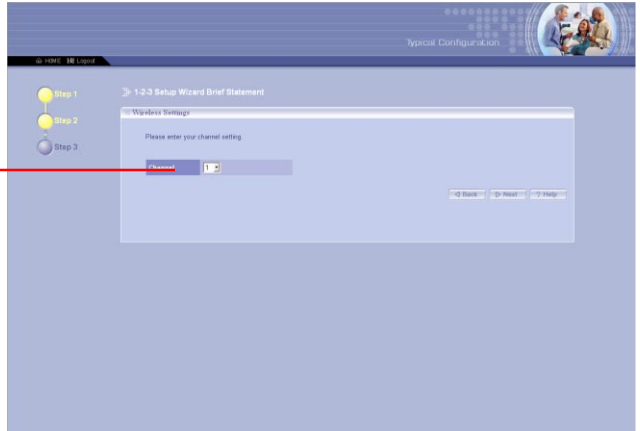 Typical Configuration
HOME Logout
Step 1
1-2-3 Setup Wizard Brief Statement
Wireless Settings
Step 2
Please enter your channel setting.
Step 3
Channel 1
Back Next ? Help